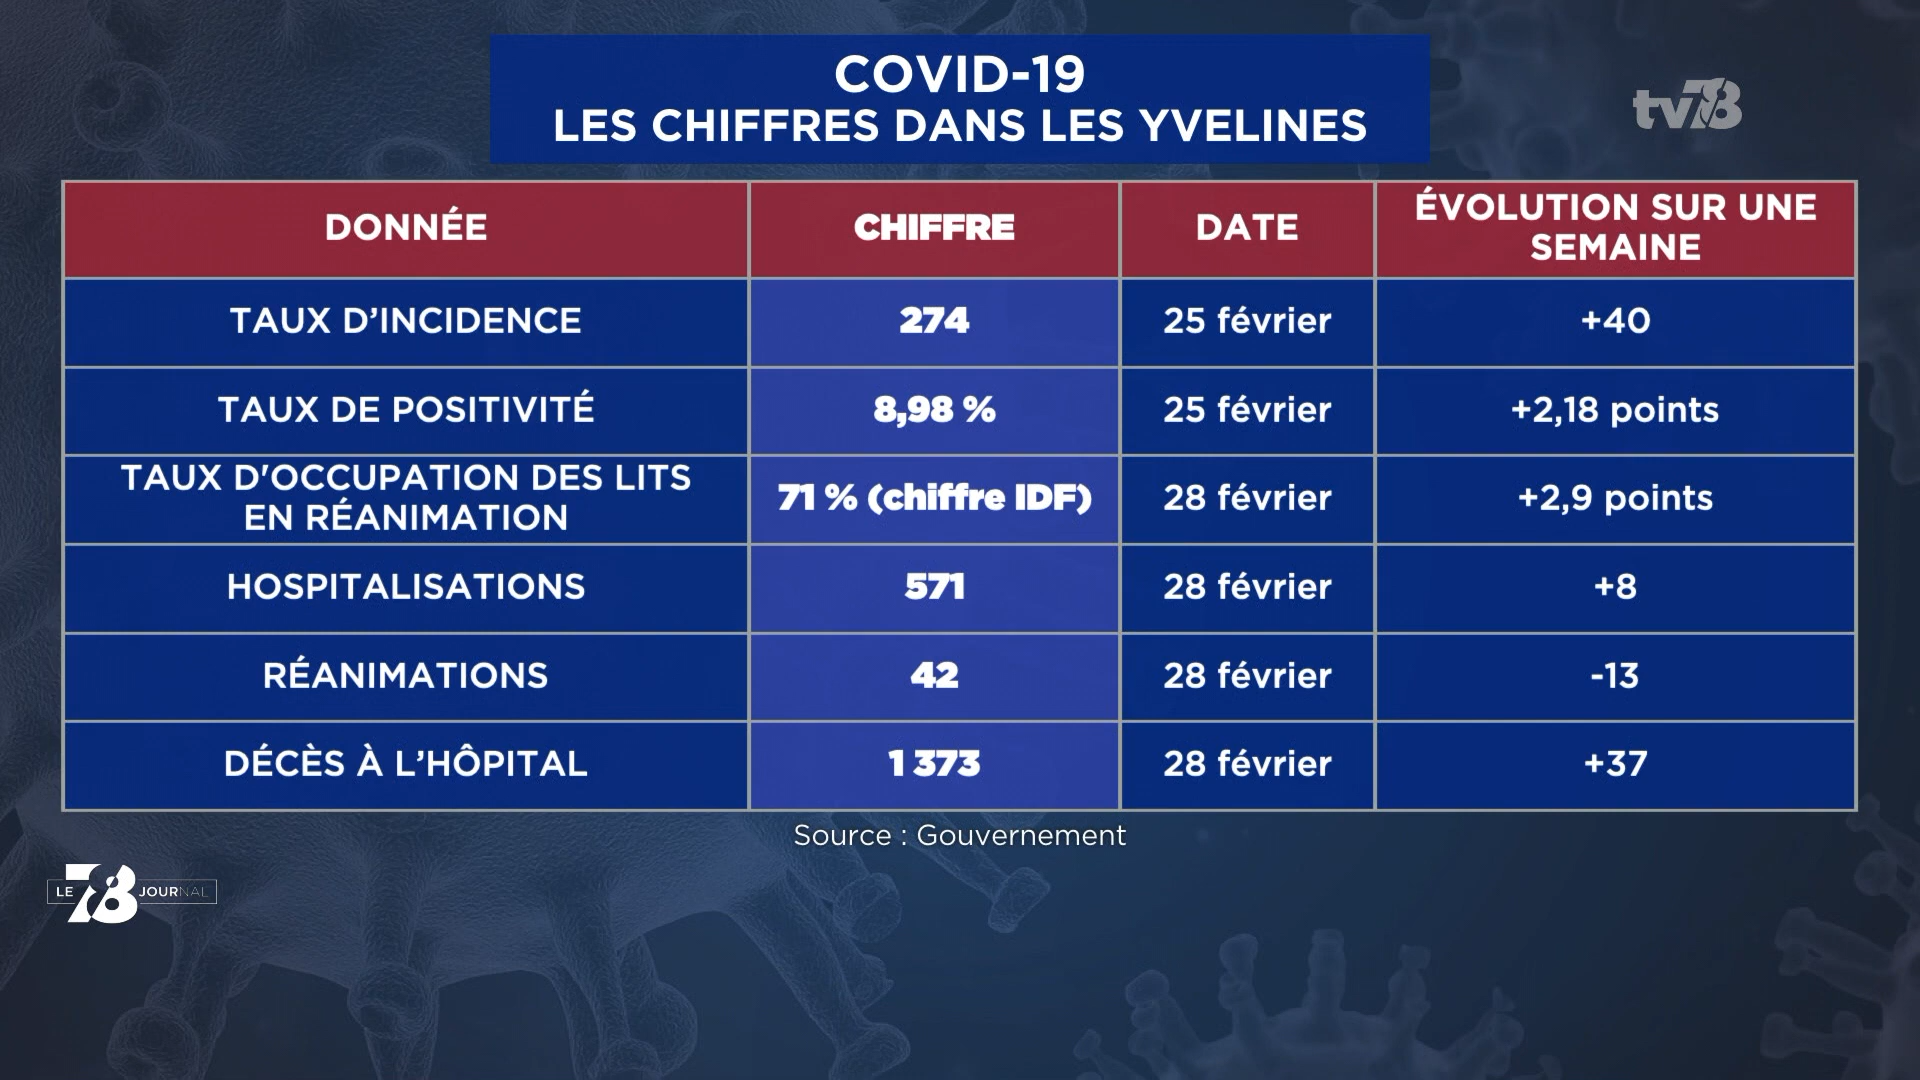 COVID-19
LES CHIFFRES DANS LES YVELINES
tv78
DONNÉE CHIFFRE DATE ÉVOLUTION SUR UNE
SEMAINE
TAUX D’INCIDENCE 274 25 février +40
TAUX DE POSITIVITÉ 8,98 % 25 février +2,18 points
TAUX D'OCCUPATION DES LITS
EN RÉANIMATION 71 % (chiffre IDF) 28 février +2,9 points
HOSPITALISATIONS 571 28 février +8
RÉANIMATIONS 42 28 février -13
DÉCÈS À L’HÔPITAL 1 373 28 février +37
Source : Gouvernement
LE 78 JOURNAL